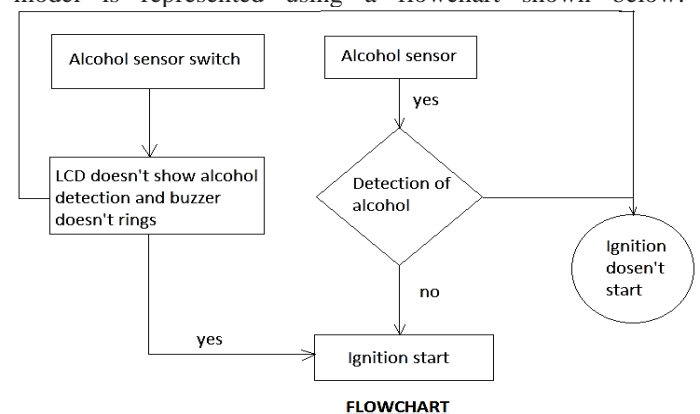 model is represented using a flowchart shown below.
Alcohol sensor switch
Alcohol sensor
yes
LCD doesn't show alcohol
detection and buzzer
doesn't rings
Detection of
alcohol
Ignition
dosen't
start
no
yes
Ignition start
FLOWCHART